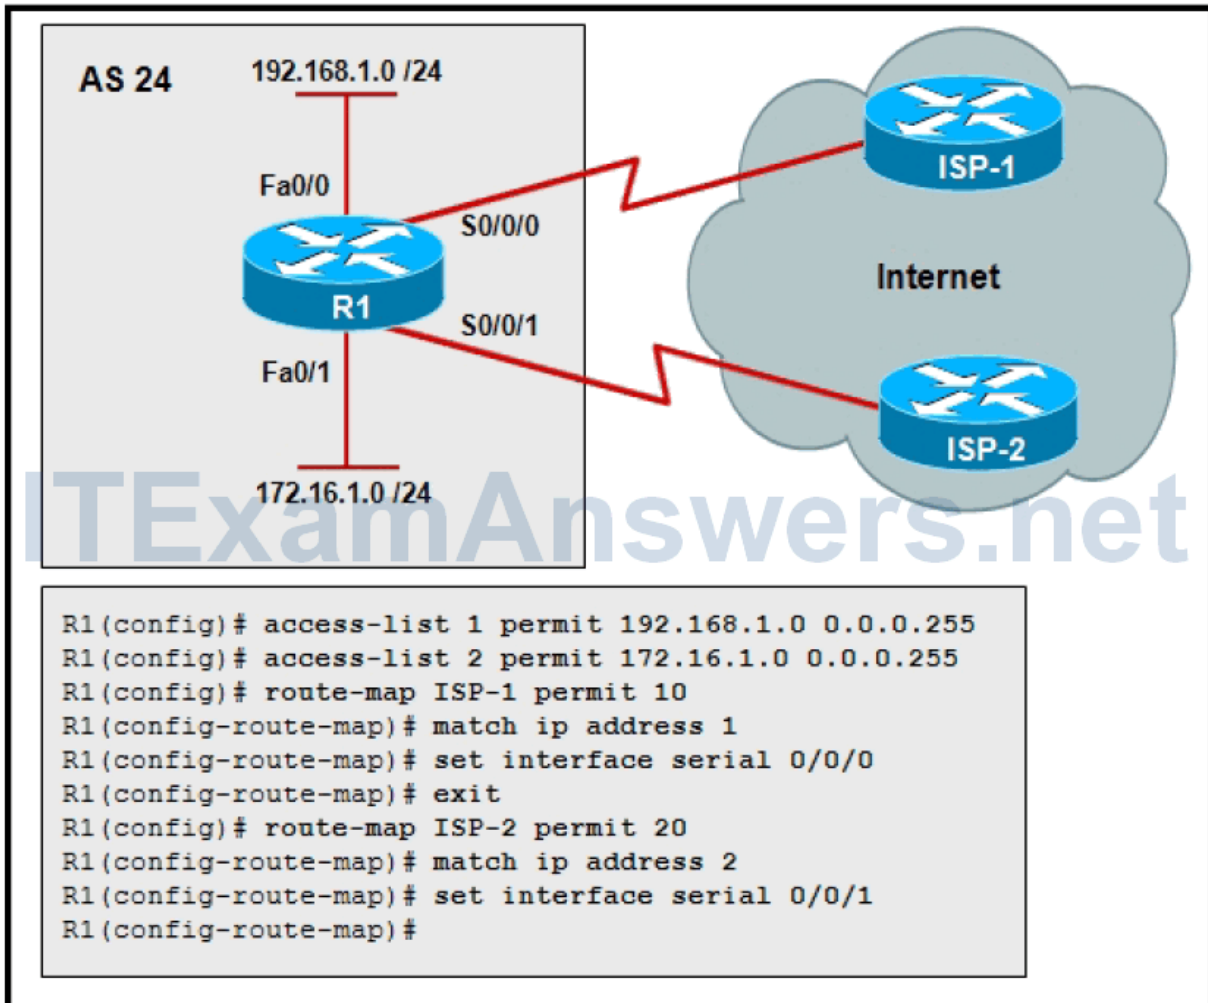 AS 24
192.168.1.0 /24
Fa0/0
S0/0/0
ISP-1
R1
Internet
S0/0/1
Fa0/1
ISP-2
172.16.1.0 /24
ITExamAnswers.net
R1(config)# access-list 1 permit 192.168.1.0 0.0.0.255
R1(config)# access-list 2 permit 172.16.1.0 0.0.0.255
R1(config)# route-map ISP-1 permit 10
R1(config-route-map)# match ip address 1
R1(config-route-map)# set interface serial 0/0/0
R1(config-route-map)# exit
R1(config)# route-map ISP-2 permit 20
R1(config-route-map)# match ip address 2
R1(config-route-map)# set interface serial 0/0/1
R1(config-route-map)#